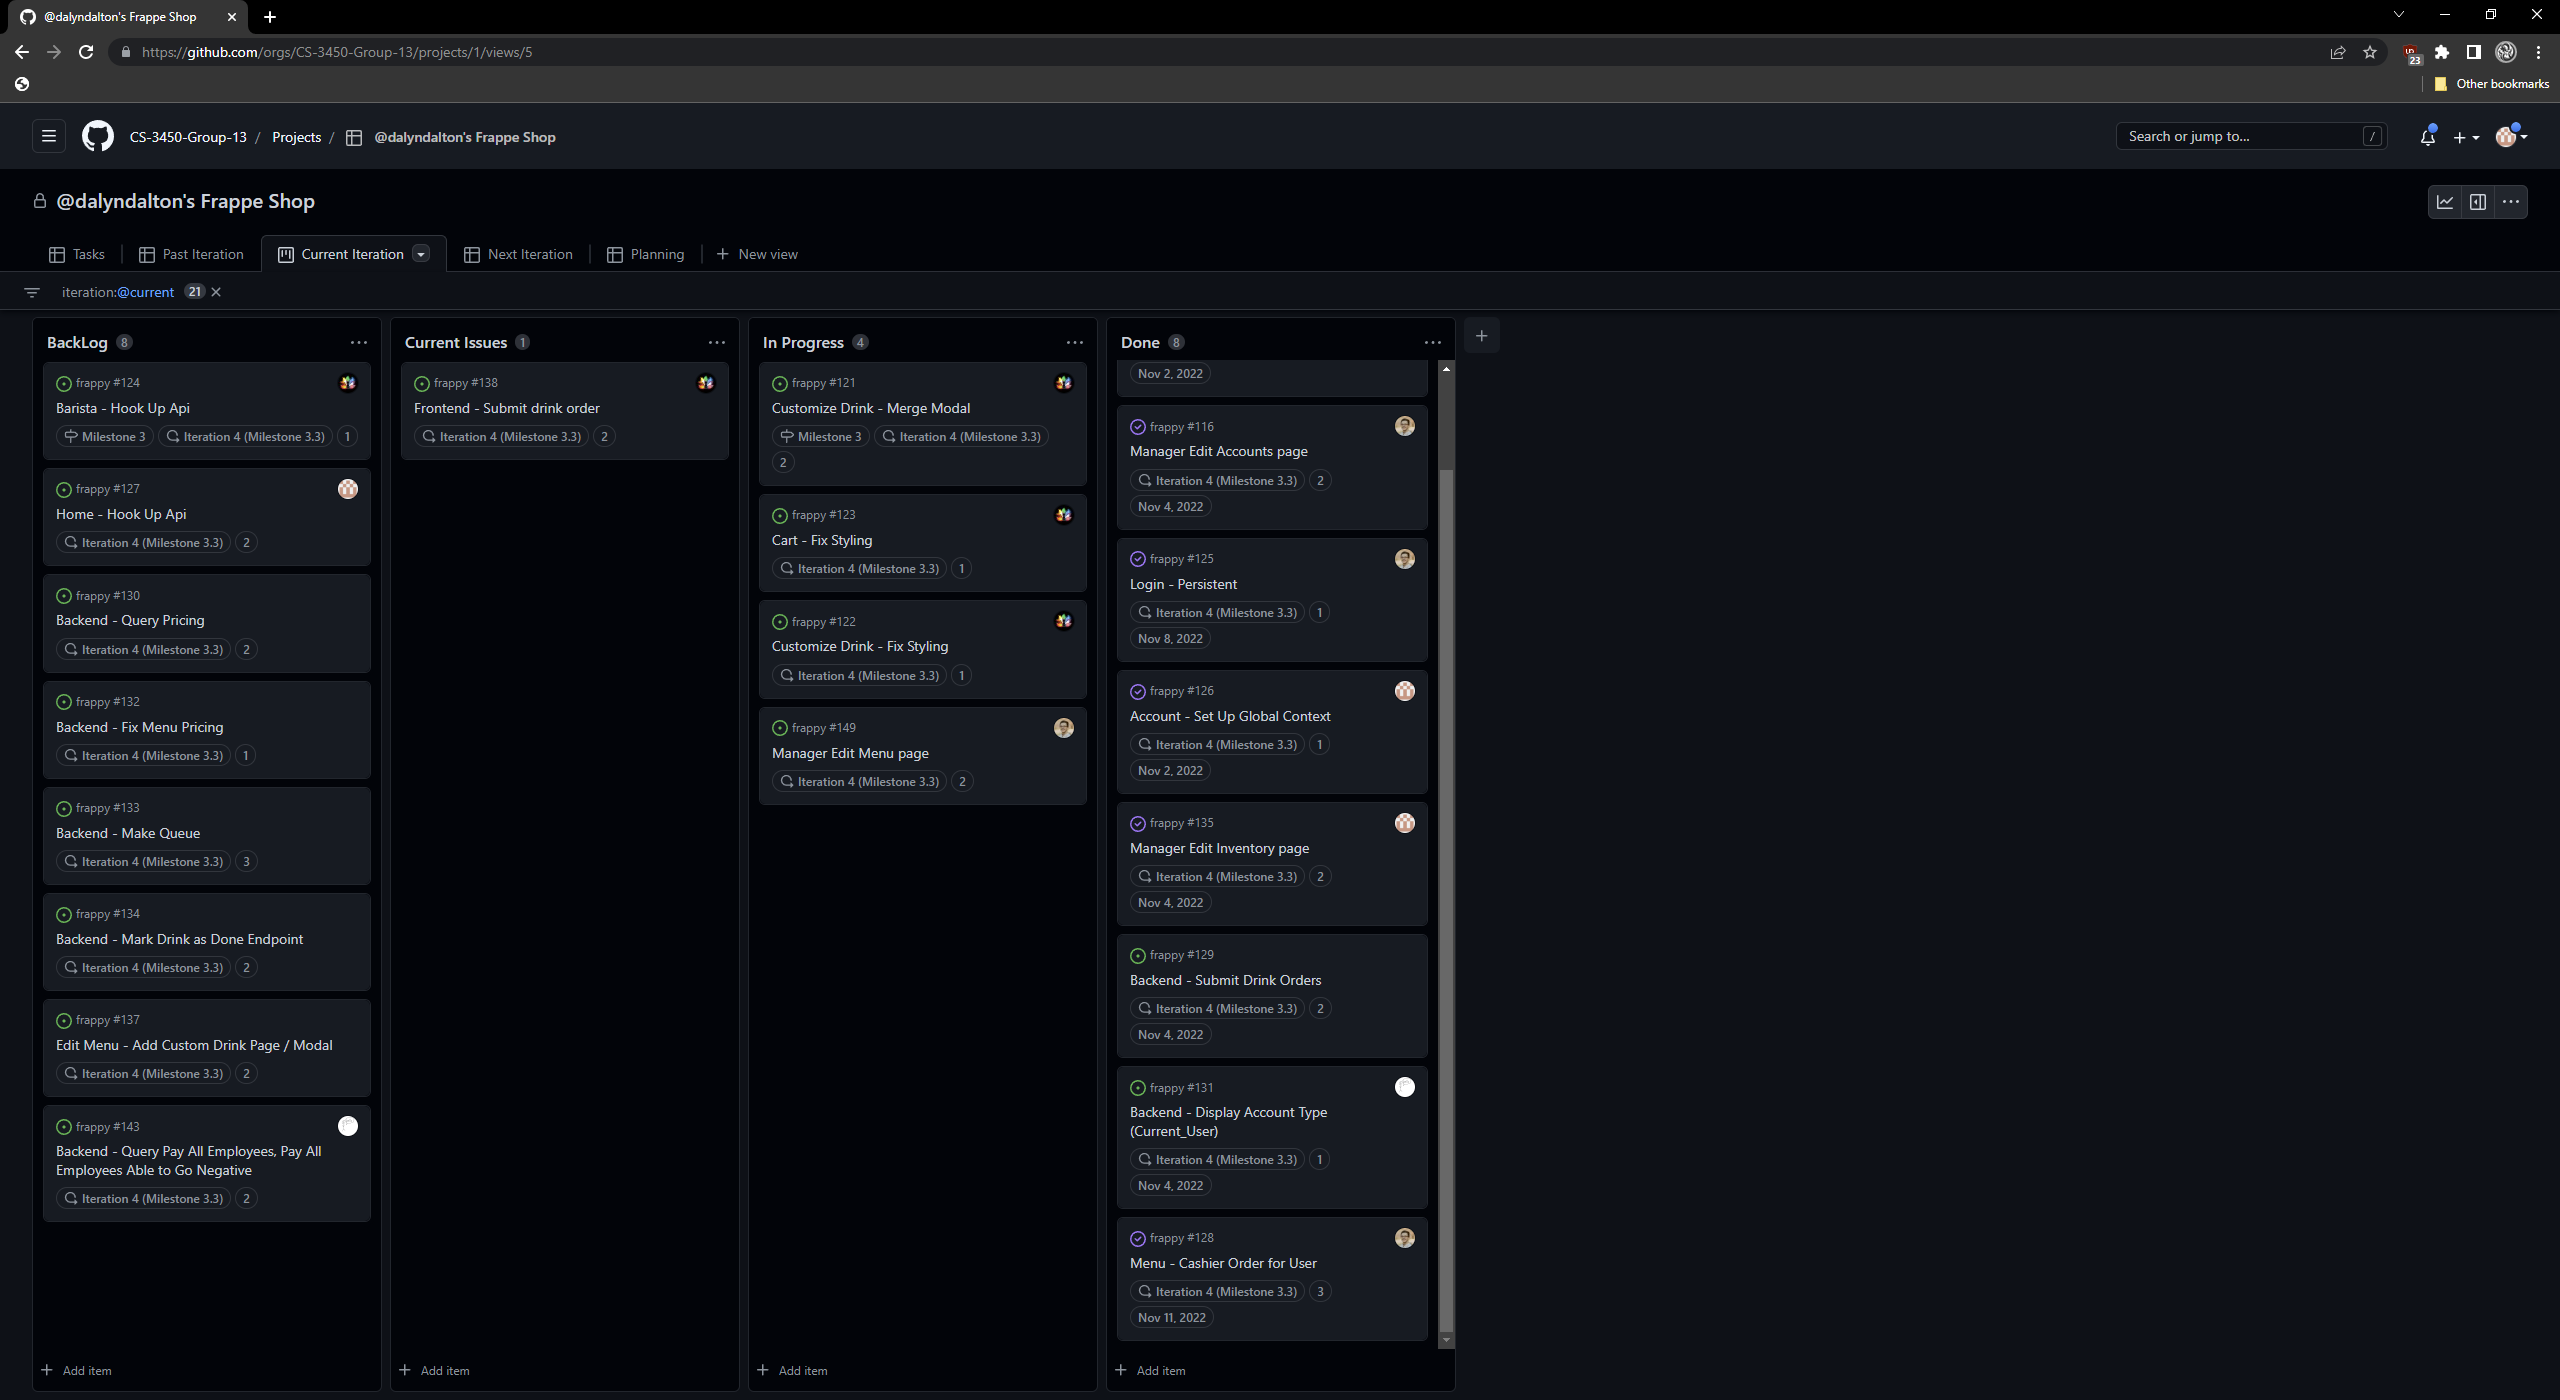 @dalyndalton's Frappe Shop
https://github.com/orgs/CS-3450-Group-13/projects/1/views/5
23
Other bookmarks
CS-3450-Group-13 / Projects / @dalyndalton's Frappe Shop
Search or jump to... /
@dalyndalton's Frappe Shop
Tasks
Past Iteration
Current Iteration
Next Iteration
Planning
New view
iteration:@current 21
BackLog 8
frappy #124
Barista - Hook Up Api
Milestone 3 Iteration 4 (Milestone 3.3) 1
frappy #127
Home - Hook Up Api
Iteration 4 (Milestone 3.3) 2
frappy #130
Backend - Query Pricing
Iteration 4 (Milestone 3.3) 2
frappy #132
Backend - Fix Menu Pricing
Iteration 4 (Milestone 3.3) 1
frappy #133
Backend - Make Queue
Iteration 4 (Milestone 3.3) 3
frappy #134
Backend - Mark Drink as Done Endpoint
Iteration 4 (Milestone 3.3) 2
frappy #137
Edit Menu - Add Custom Drink Page / Modal
Iteration 4 (Milestone 3.3) 2
frappy #143
Backend - Query Pay All Employees, Pay All
Employees Able to Go Negative
Iteration 4 (Milestone 3.3) 2
Add item
Current Issues 1
frappy #138
Frontend - Submit drink order
Iteration 4 (Milestone 3.3) 2
Add item
In Progress 4
frappy #121
Customize Drink - Merge Modal
Milestone 3 Iteration 4 (Milestone 3.3)
2
frappy #123
Cart - Fix Styling
Iteration 4 (Milestone 3.3) 1
frappy #122
Customize Drink - Fix Styling
Iteration 4 (Milestone 3.3) 1
frappy #149
Manager Edit Menu page
Iteration 4 (Milestone 3.3) 2
Add item
Done 8
Nov 2, 2022
frappy #116
Manager Edit Accounts page
Iteration 4 (Milestone 3.3) 2
Nov 4, 2022
frappy #125
Login - Persistent
Iteration 4 (Milestone 3.3) 1
Nov 8, 2022
frappy #126
Account - Set Up Global Context
Iteration 4 (Milestone 3.3) 1
Nov 2, 2022
frappy #135
Manager Edit Inventory page
Iteration 4 (Milestone 3.3) 2
Nov 4, 2022
frappy #129
Backend - Submit Drink Orders
Iteration 4 (Milestone 3.3) 2
Nov 4, 2022
frappy #131
Backend - Display Account Type
(Current_User)
Iteration 4 (Milestone 3.3) 1
Nov 4, 2022
frappy #128
Menu - Cashier Order for User
Iteration 4 (Milestone 3.3) 3
Nov 11, 2022
Add item